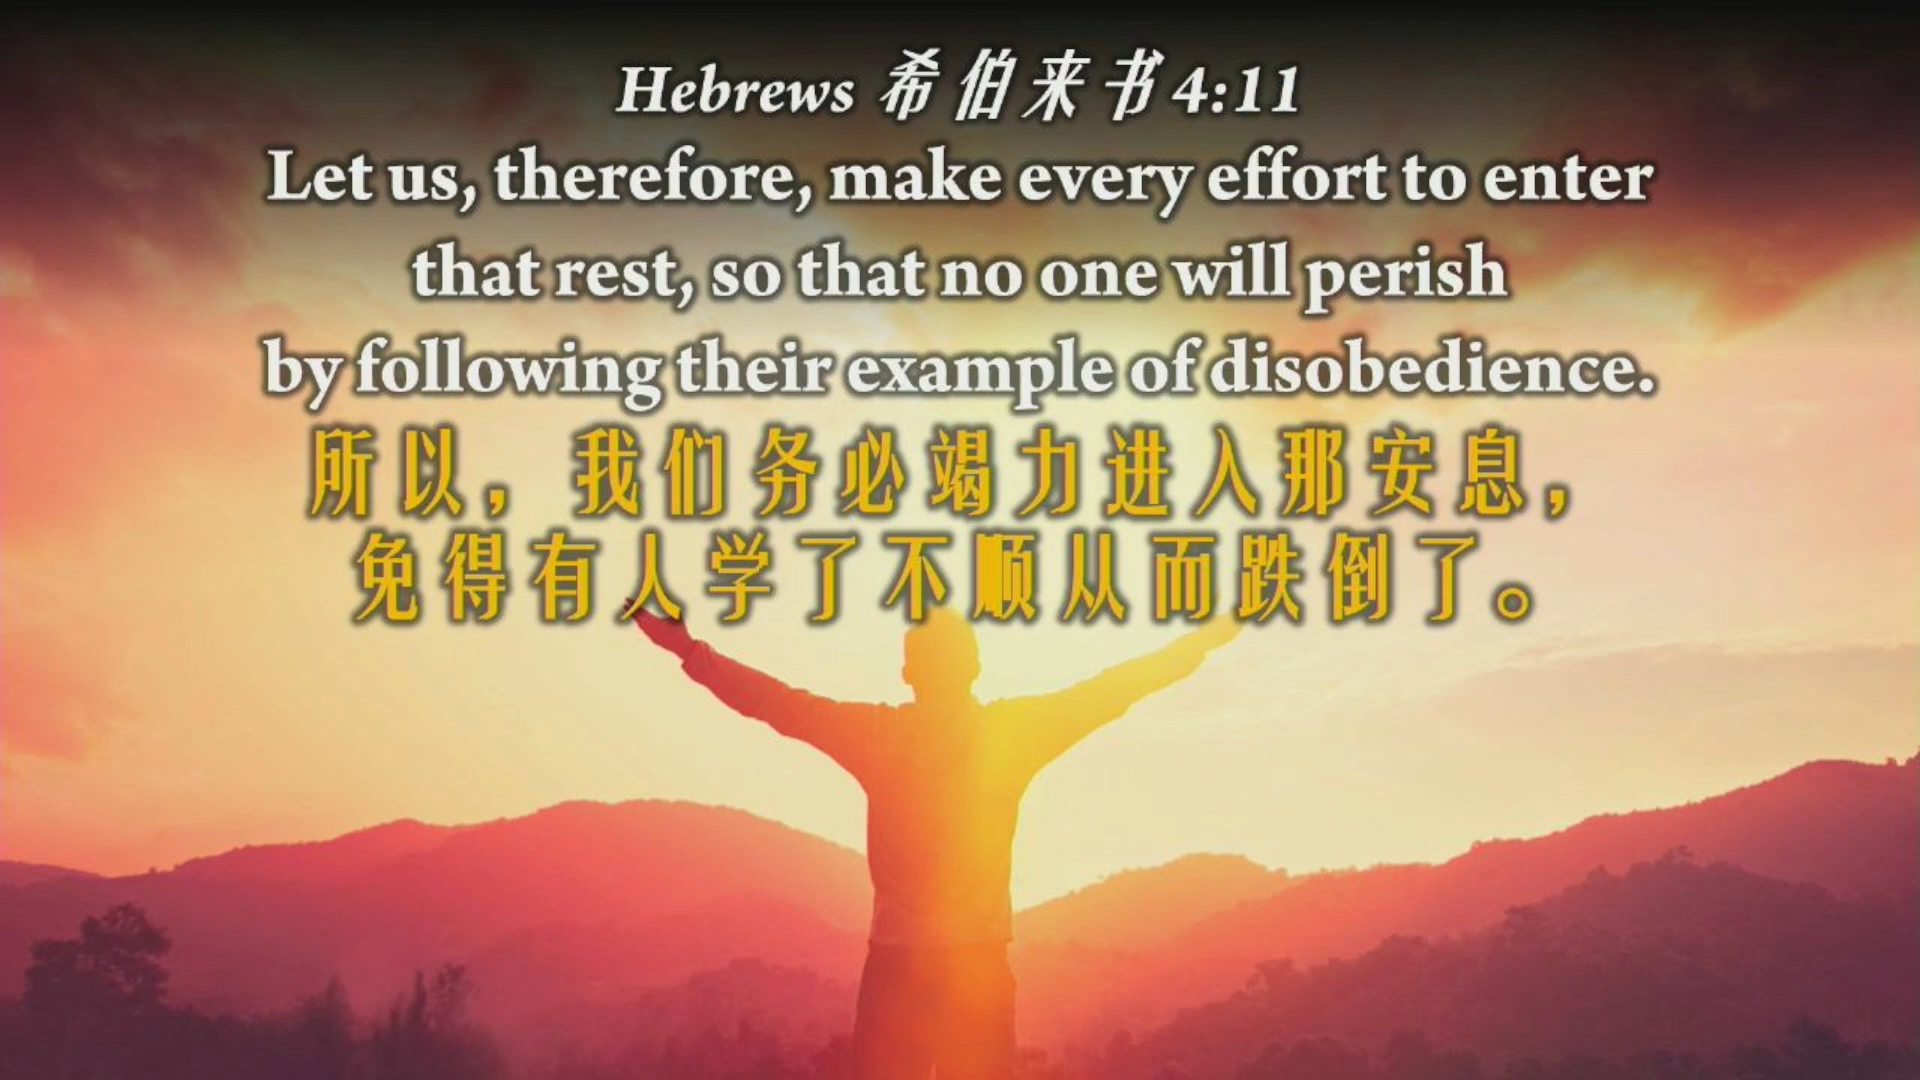 Hebrews 希伯来书 4:11
Let us, therefore, make every effort to enter
that rest, so that no one will perish
by following their example of disobedience.
所以，我们务必竭力进入那安息，
免得有人学了不顺从而跌倒了。